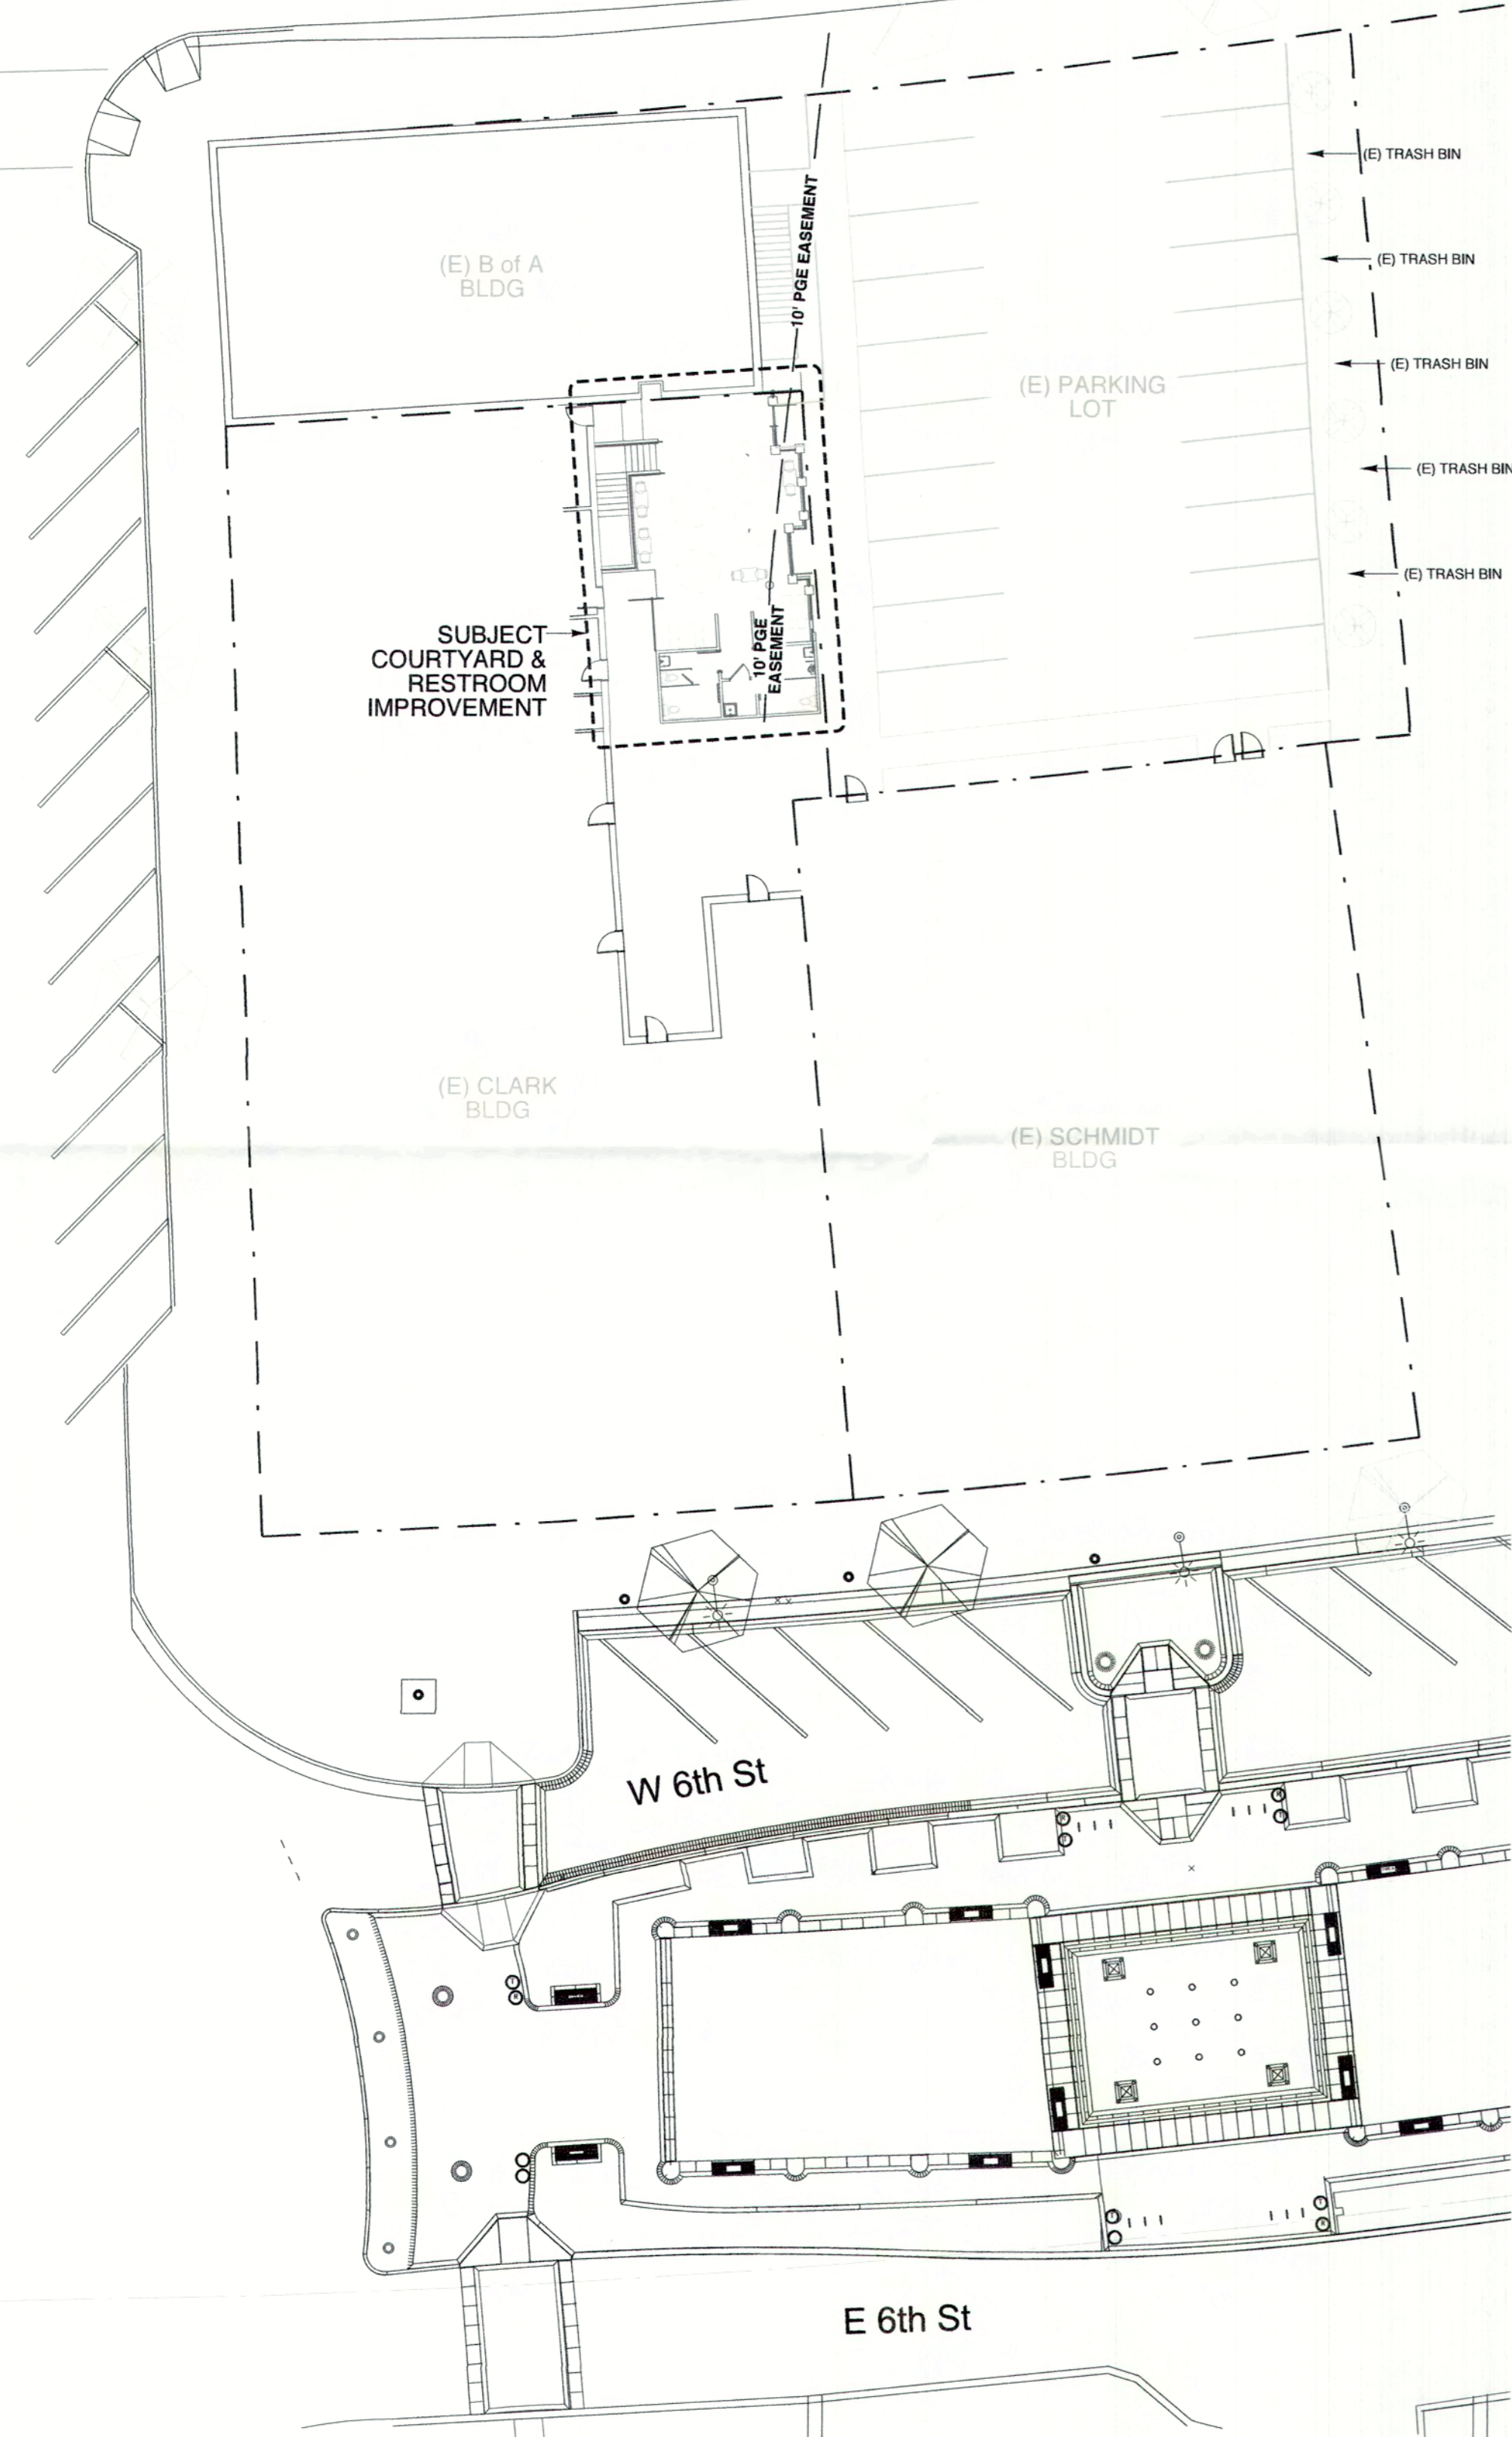 (E) TRASH BIN
10' PGE EASEMENT
(E) B of A
BLDG
(E) TRASH BIN
(E) TRASH BIN
(E) PARKING
LOT
(E) TRASH BIN
(E) TRASH BIN
SUBJECT
COURTYARD &
RESTROOM
IMPROVEMENT
10' PGE
EASEMENT
(E) CLARK
BLDG
(E) SCHMIDT
BLDG
W 6th St
E 6th St